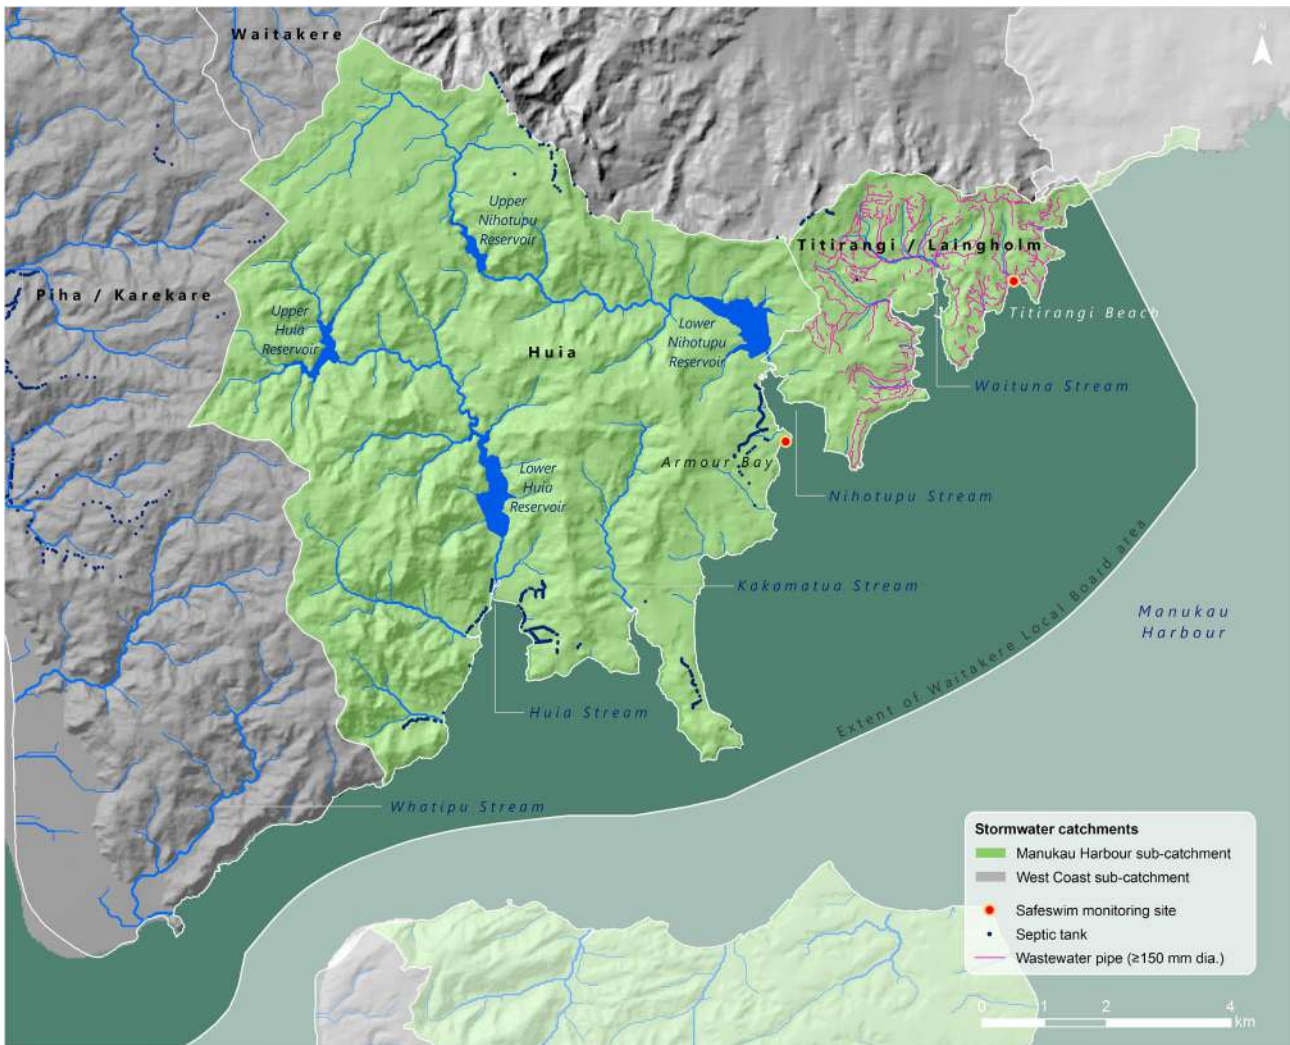 Waitakere
N
Upper
Nihotupu
Reservoir
Titirangi / Laingholm
Piha / Karekare
Upper
Huia
Reservoir
Titirangi Beach
Lower
Nihotupu
Reservoir
Huia
Waituna Stream
Armour Bay
Lower
Huia
Reservoir
Nihotupu Stream
Kakamatua Stream
Manukau
Harbour
Extent of Waitakere Local Board area
Huia Stream
Whatipu Stream
Stormwater catchments
Manukau Harbour sub-catchment
West Coast sub-catchment
Safeswim monitoring site
Septic tank
Wastewater pipe (≥150 mm dia.)
0 1 2 4
km